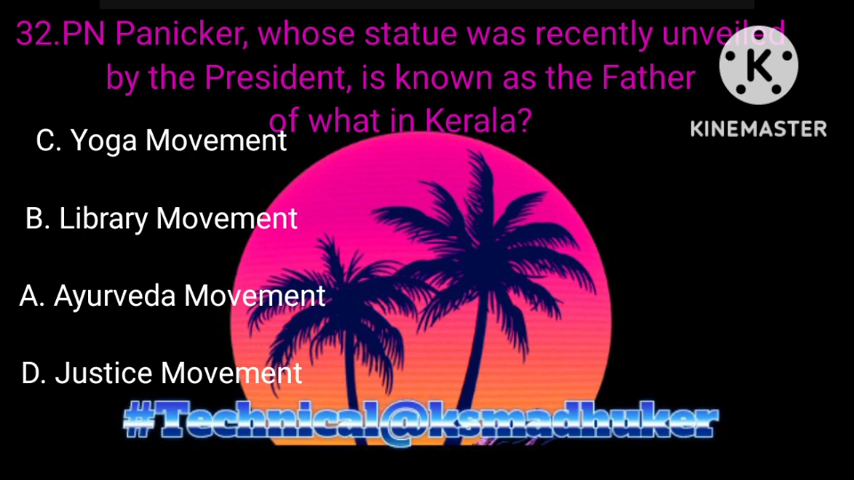 32.PN Panicker, whose statue was recently unveiled
by the President, is known as the Father
of what in Kerala?
KINEMASTER
C. Yoga Movement
B. Library Movement
A. Ayurveda Movement
D. Justice Movement
#Technical@ksmadhuker